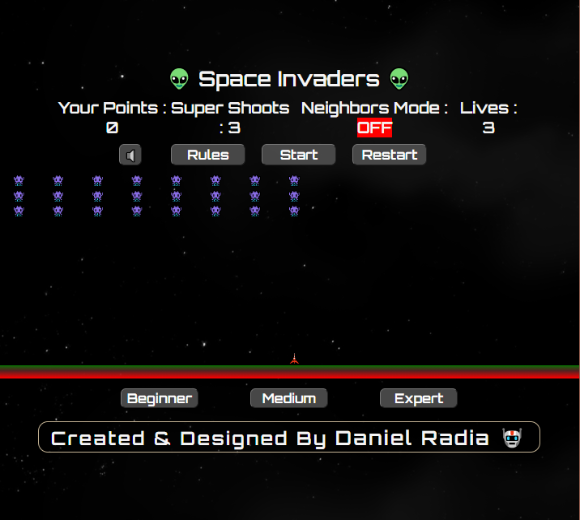 👽 Space Invaders 👽
Your Points : Super Shoots Neighbors Mode : Lives :
0 : 3 OFF 3
Rules Start Restart
Beginner Medium Expert
Created & Designed By Daniel Radia